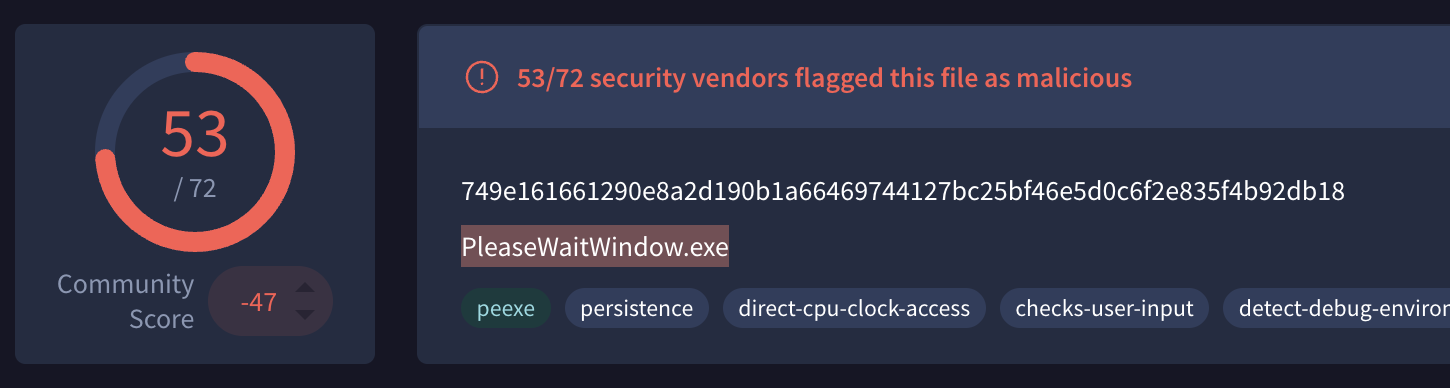 53
/ 72
Community
Score
-47
53/72 security vendors flagged this file as malicious
749e161661290e8a2d190b1a66469744127bc25bf46e5d0c6f2e835f4b92db18
PleaseWaitWindow.exe
peexe persistence direct-cpu-clock-access checks-user-input detect-debug-environ